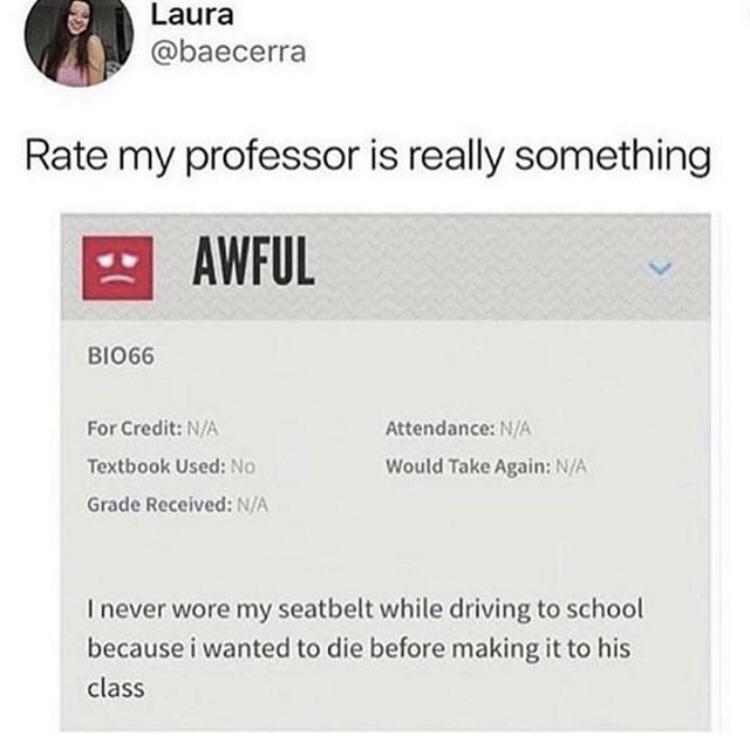 Laura
@baecerra
Rate my professor is really something
AWFUL
BIO66
For Credit: N/A
Attendance: N/A
Textbook Used: No
Would Take Again: N/A
Grade Received: N/A
I never wore my seatbelt while driving to school
because i wanted to die before making it to his
class